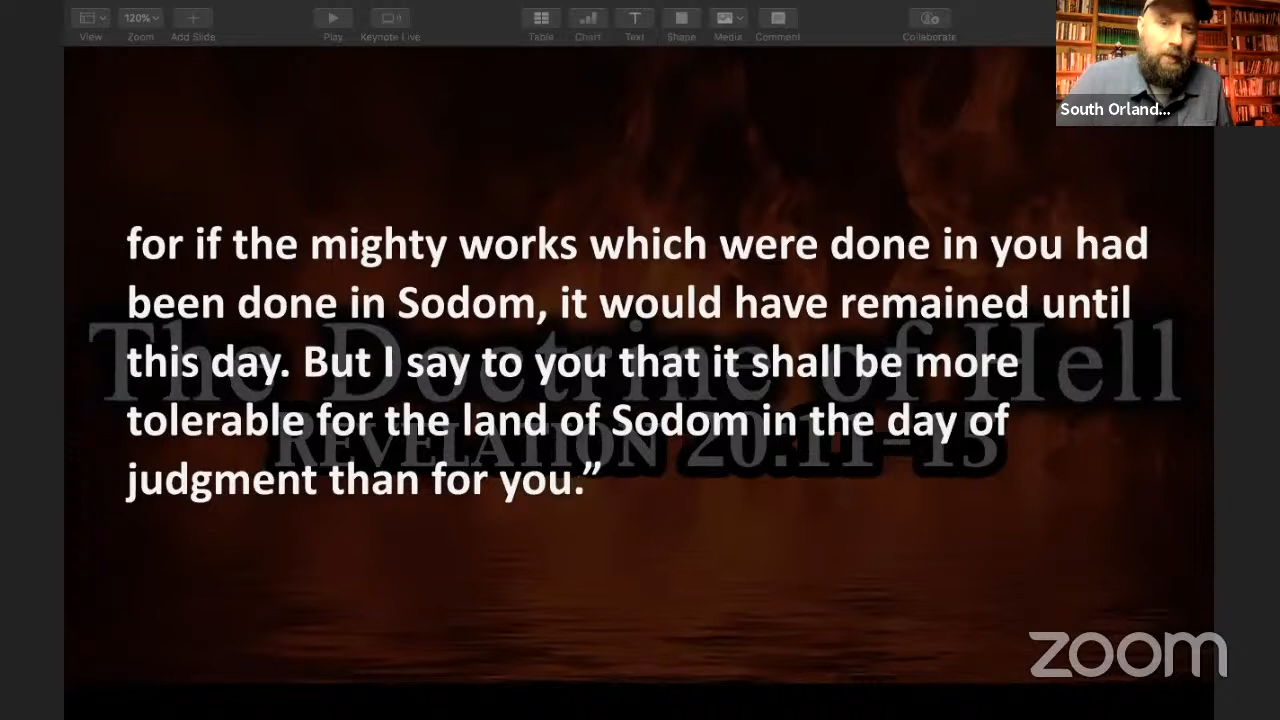 View
120%
Zoom
Add Slide
Play
Keynote Live
Table
Chart
Text
Shape
Media
Comment
Collaborate
South Orland...
for if the mighty works which were done in you had
been done in Sodom, it would have remained until
this day. But I say to you that it shall be more
tolerable for the land of Sodom in the day of
judgment than for you.”
The Doctrine of Hell
REVELATION 20:11–15
zoom